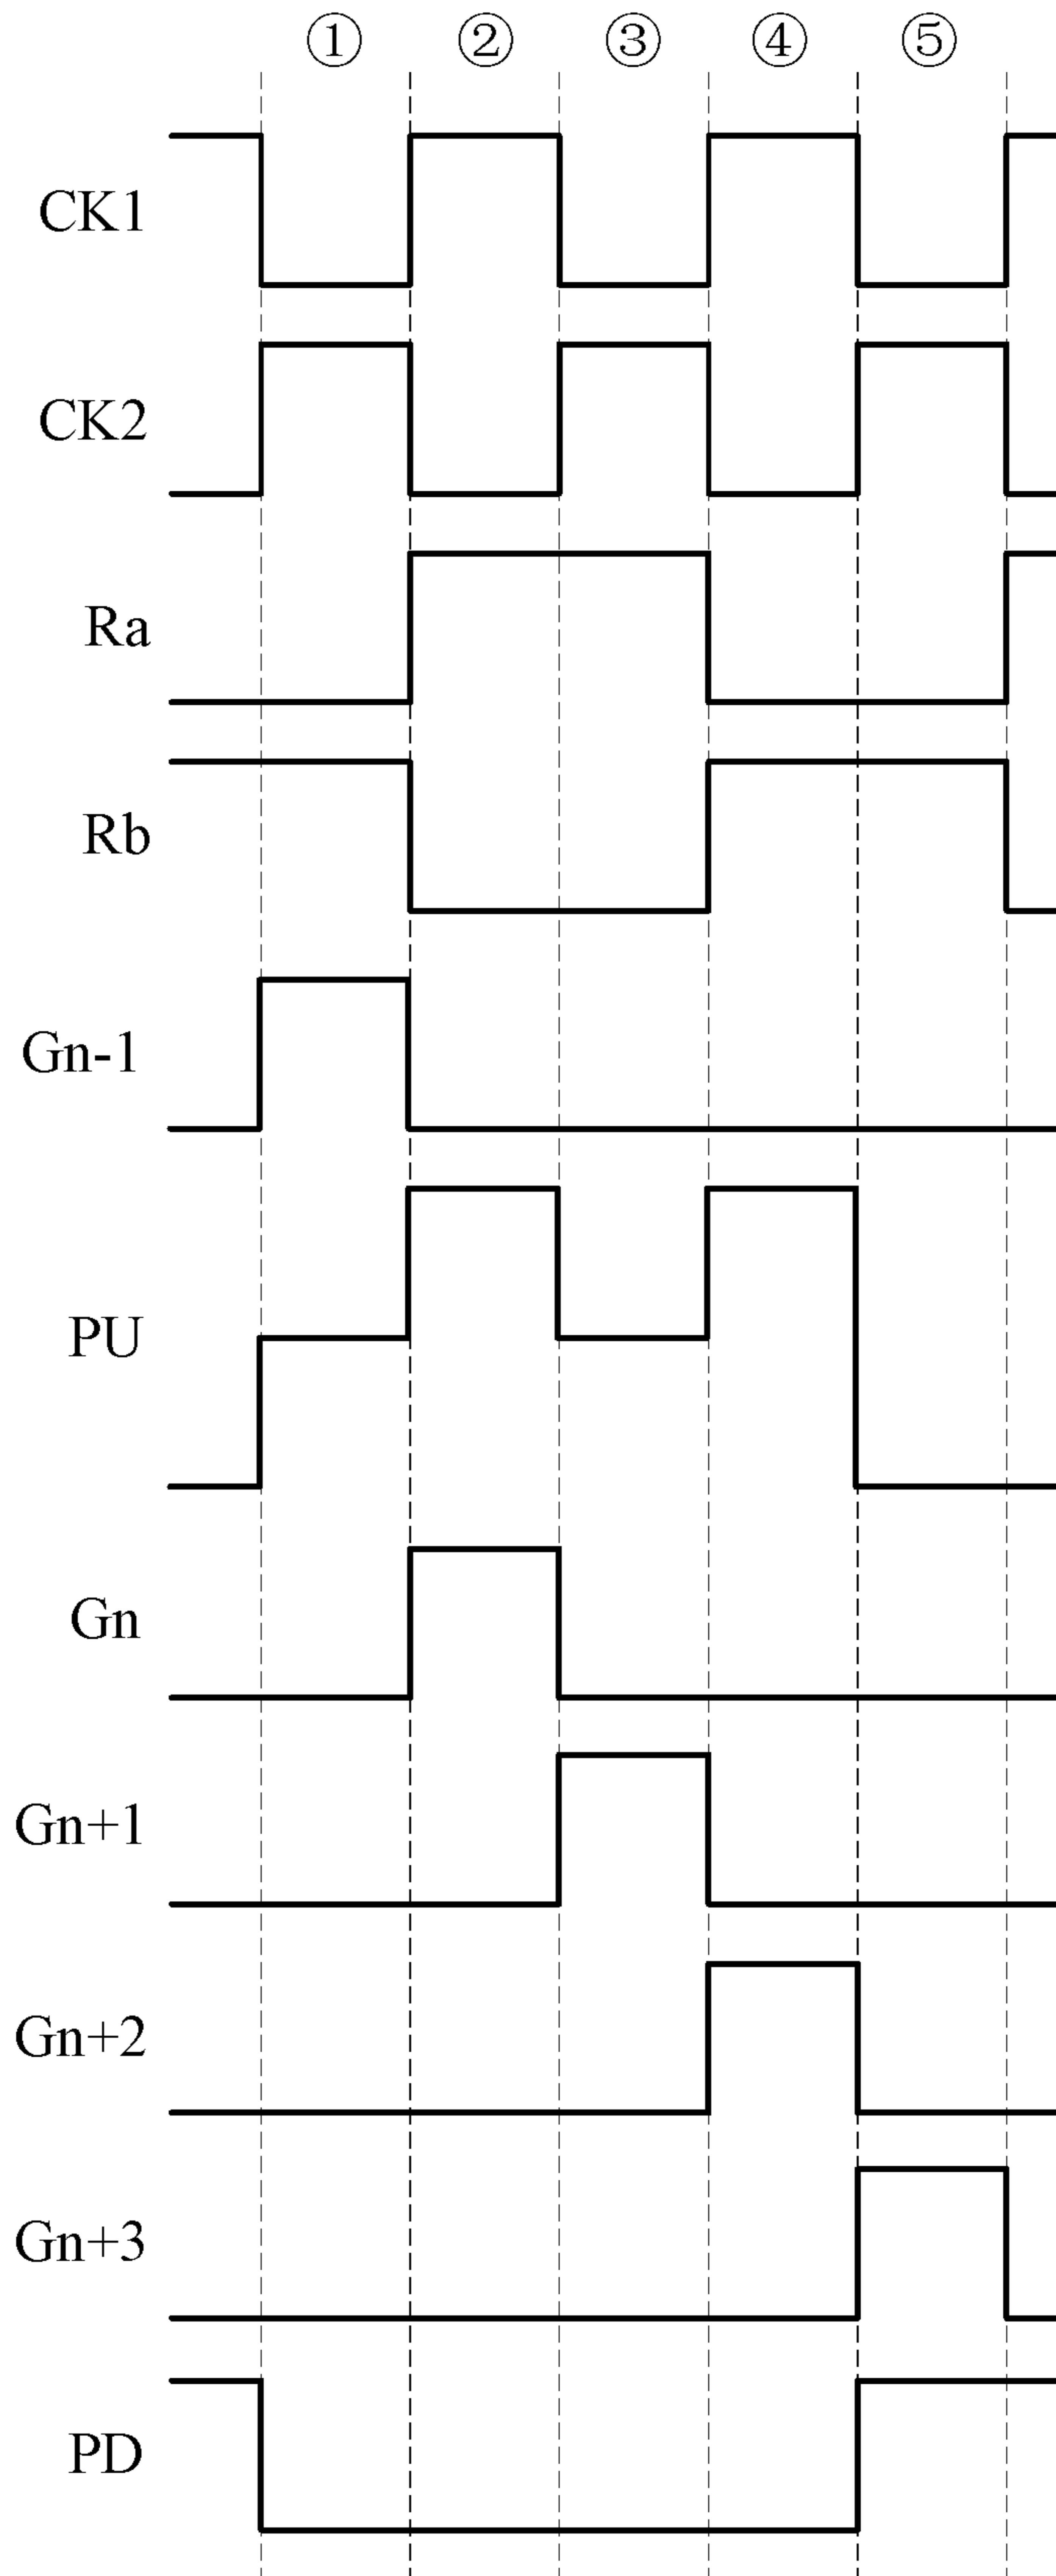 ① ② ③ ④ ⑤
CK1
CK2
Ra
Rb
Gn-1
PU
Gn
Gn+1
Gn+2
Gn+3
PD